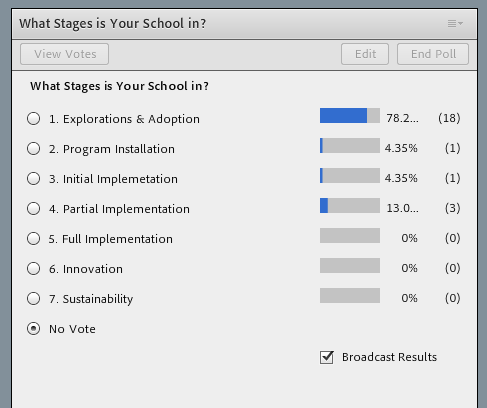 What Stages is Your School in?
View Votes Edit End Poll
What Stages is Your School in?
1. Explorations & Adoption 78.2... (18)
2. Program Installation 4.35% (1)
3. Initial Implemetation 4.35% (1)
4. Partial Implementation 13.0... (3)
5. Full Implementation 0% (0)
6. Innovation 0% (0)
7. Sustainability 0% (0)
No Vote
Broadcast Results